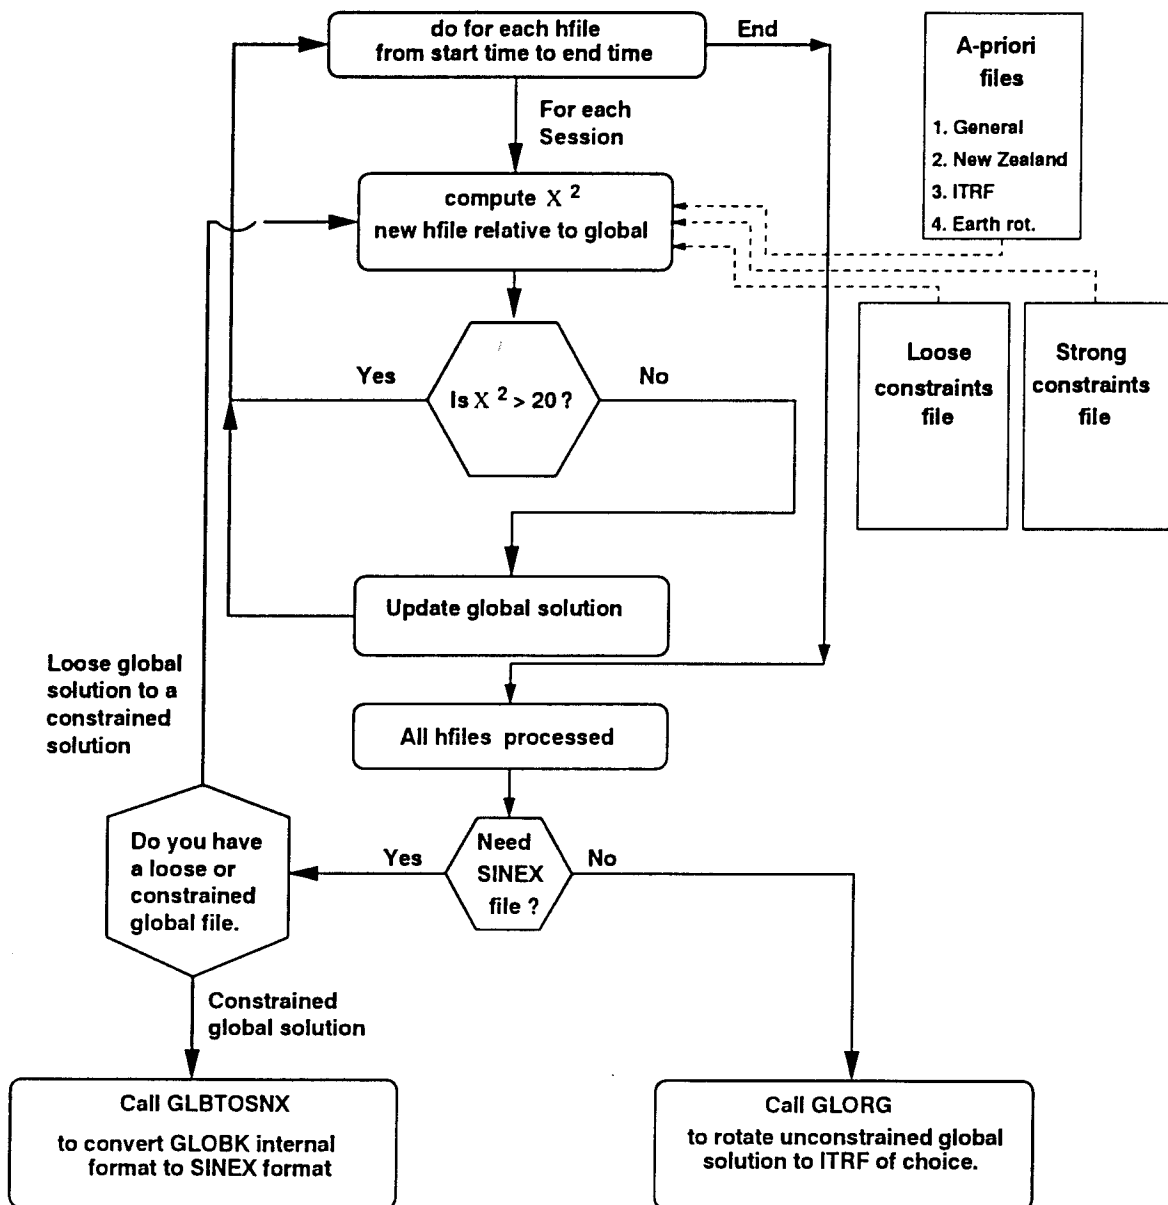 do for each hfile
from start time to end time
End
For each
Session
A-priori
files
1. General
2. New Zealand
3. ITRF
4. Earth rot.
compute X 2
new hfile relative to global
Yes
Is X 2 > 20 ?
No
Loose
constraints
file
Strong
constraints
file
Update global solution
Loose global
solution to a
constrained
solution
All hfiles processed
Do you have
a loose or
constrained
global file.
Yes
Need
SINEX
file ?
No
Constrained
global solution
Call GLBTOSNX
to convert GLOBK internal
format to SINEX format
Call GLORG
to rotate unconstrained global
solution to ITRF of choice.